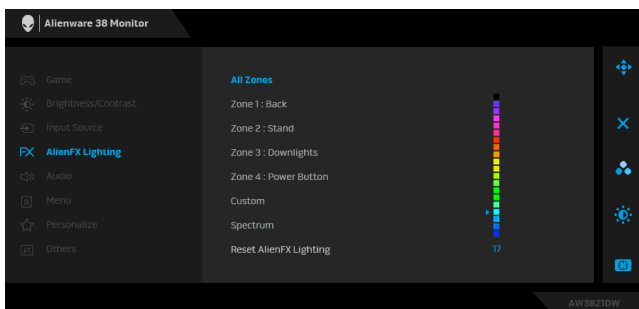 Alienware 38 Monitor
Game
Brightness/Contrast
Input Source
FX AlienFX Lighting
Audio
Menu
Personalize
Others
All Zones
Zone 1 : Back
Zone 2 : Stand
Zone 3 : Downlights
Zone 4 : Power Button
Custom
Spectrum
Reset AlienFX Lighting
17
AW3821DW